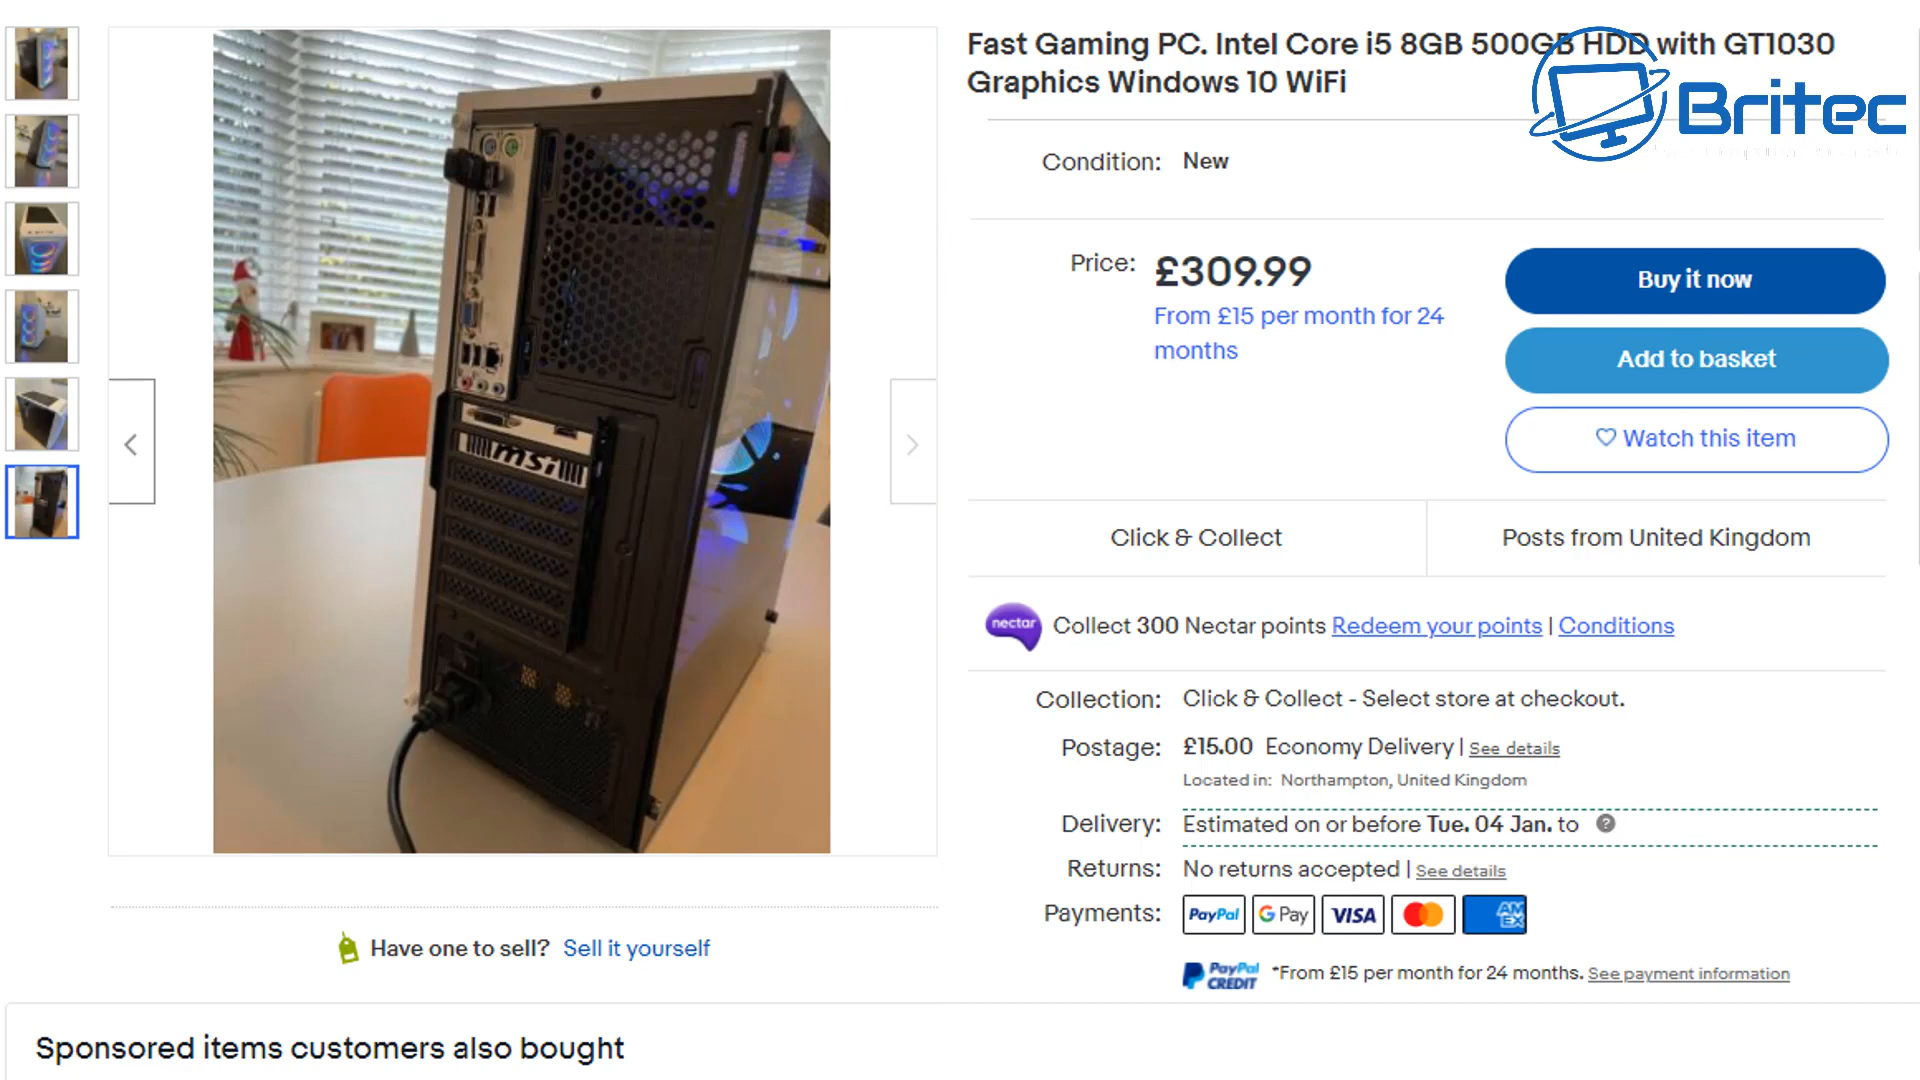 Fast Gaming PC. Intel Core i5 8GB 500GB HDD with GT1030
Graphics Windows 10 WiFi
Britec
Condition: New
Price: £309.99
From £15 per month for 24
months
Buy it now
Add to basket
Watch this item
msi
Click & Collect
Posts from United Kingdom
nectar Collect 300 Nectar points Redeem your points | Conditions
Collection: Click & Collect - Select store at checkout.
Postage: £15.00 Economy Delivery | See details
Located in: Northampton, United Kingdom
Delivery: Estimated on or before Tue. 04 Jan. to ?
Returns: No returns accepted | See details
Payments: PayPal G Pay VISA AM EX
PayPal CREDIT *From £15 per month for 24 months. See payment information
Have one to sell? Sell it yourself
Sponsored items customers also bought